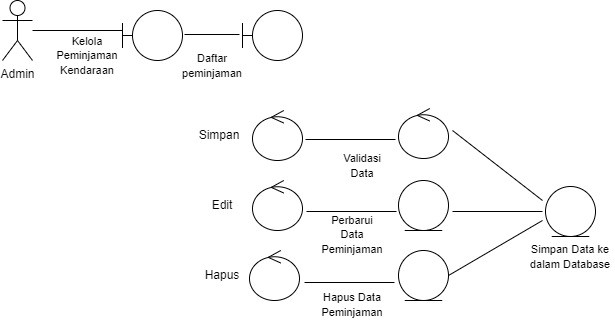 Admin
Kelola
Peminjaman
Kendaraan
Daftar
peminjaman
Simpan
Validasi
Data
Edit
Perbarui
Data
Peminjaman
Simpan Data ke
dalam Database
Hapus
Hapus Data
Peminjaman